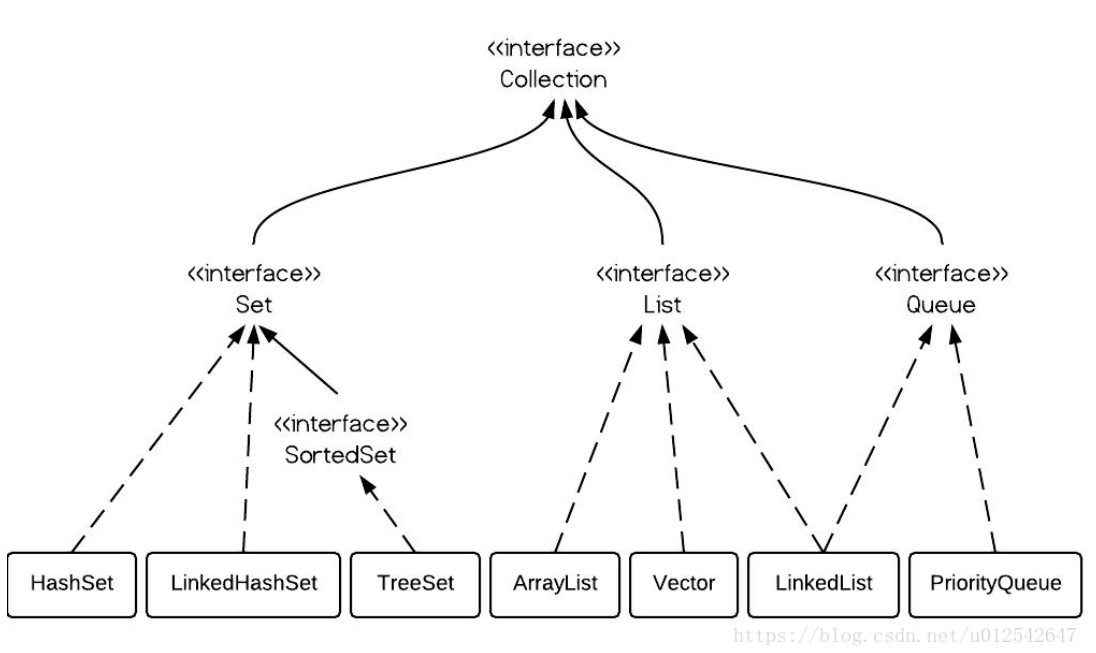 <<interface>>
Collection
<<interface>>
Set
<<interface>>
List
<<interface>>
Queue
<<interface>>
SortedSet
HashSet
LinkedHashSet
TreeSet
ArrayList
Vector
LinkedList
PriorityQueue
https://blog.csdn.net/u012542647